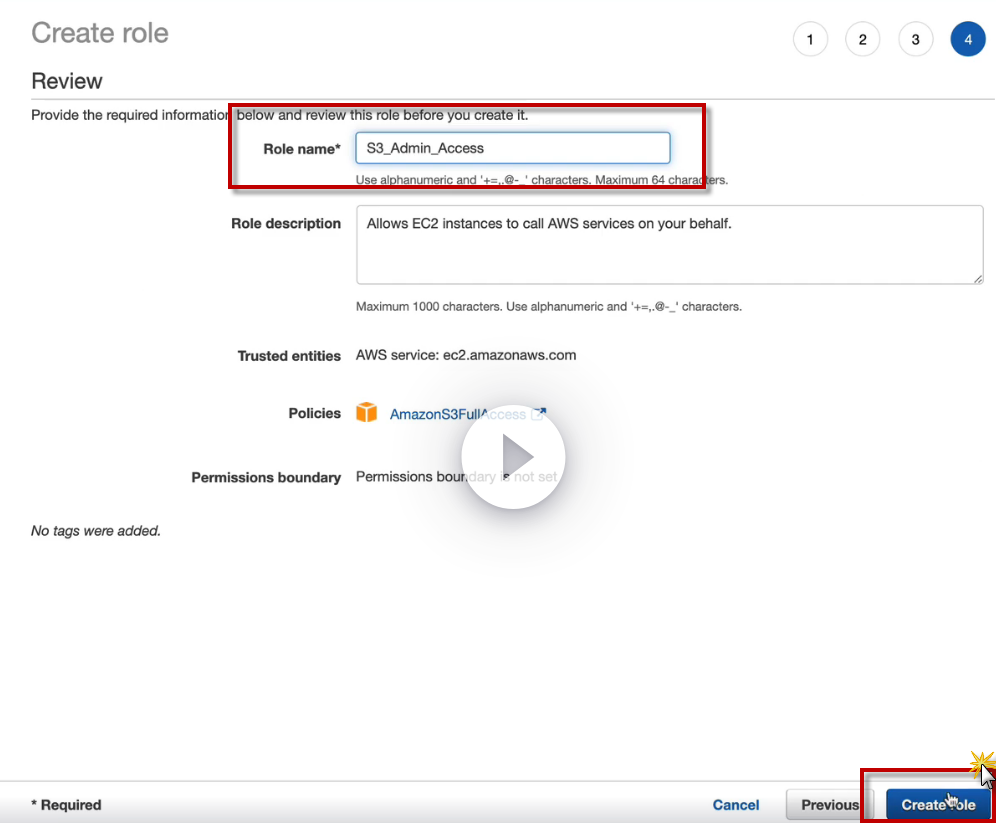 Create role
1 2 3 4
Review
Provide the required information below and review this role before you create it.
Role name* S3_Admin_Access
Use alphanumeric and '+=,.@-_' characters. Maximum 64 characters.
Role description Allows EC2 instances to call AWS services on your behalf.
Maximum 1000 characters. Use alphanumeric and '+=,.@-_' characters.
Trusted entities AWS service: ec2.amazonaws.com
Policies AmazonS3FullAccess
Permissions boundary Permissions boundary is not set
No tags were added.
* Required Cancel Previous Create role